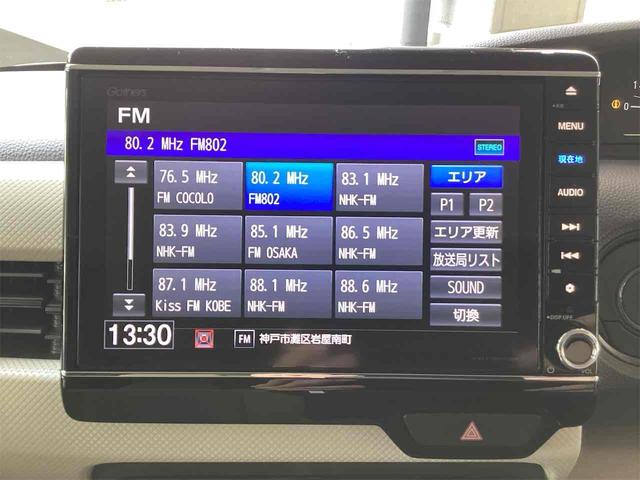 Gathers
FM
80.2 MHz FM802
STEREO
76.5 MHz
FM COCOLO
80.2 MHz
FM802
83.1 MHz
NHK-FM
エリア
P1 P2
83.9 MHz
NHK-FM
85.1 MHz
FM OSAKA
86.5 MHz
NHK-FM
エリア更新
放送局リスト
87.1 MHz
Kiss FM KOBE
88.1 MHz
NHK-FM
88.6 MHz
NHK-FM
SOUND
切換
13:30
FM 神戸市灘区岩屋南町
MENU
現在地
AUDIO
DISP OFF
VOL